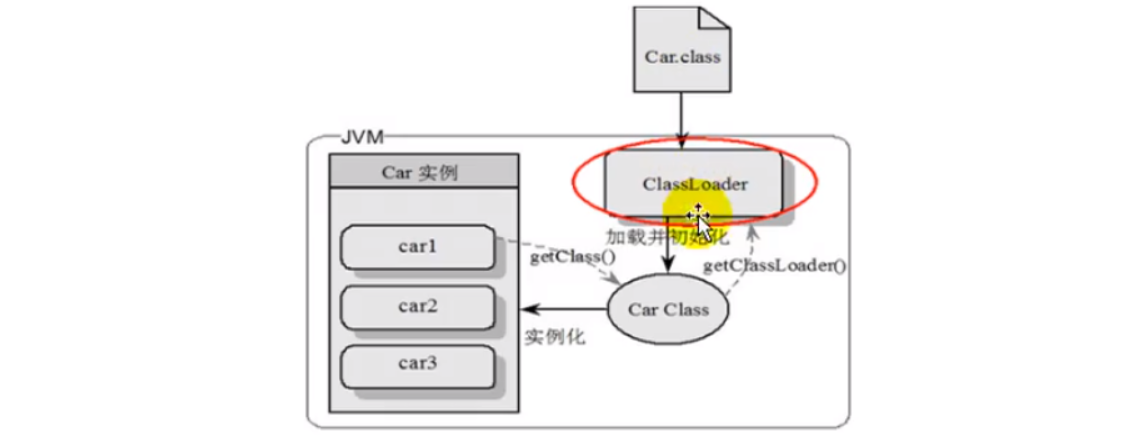 Car.class
JVM
Car 实例
ClassLoader
加载并初始化
car1
getClass()
getClassLoader()
car2
Car Class
实例化
car3